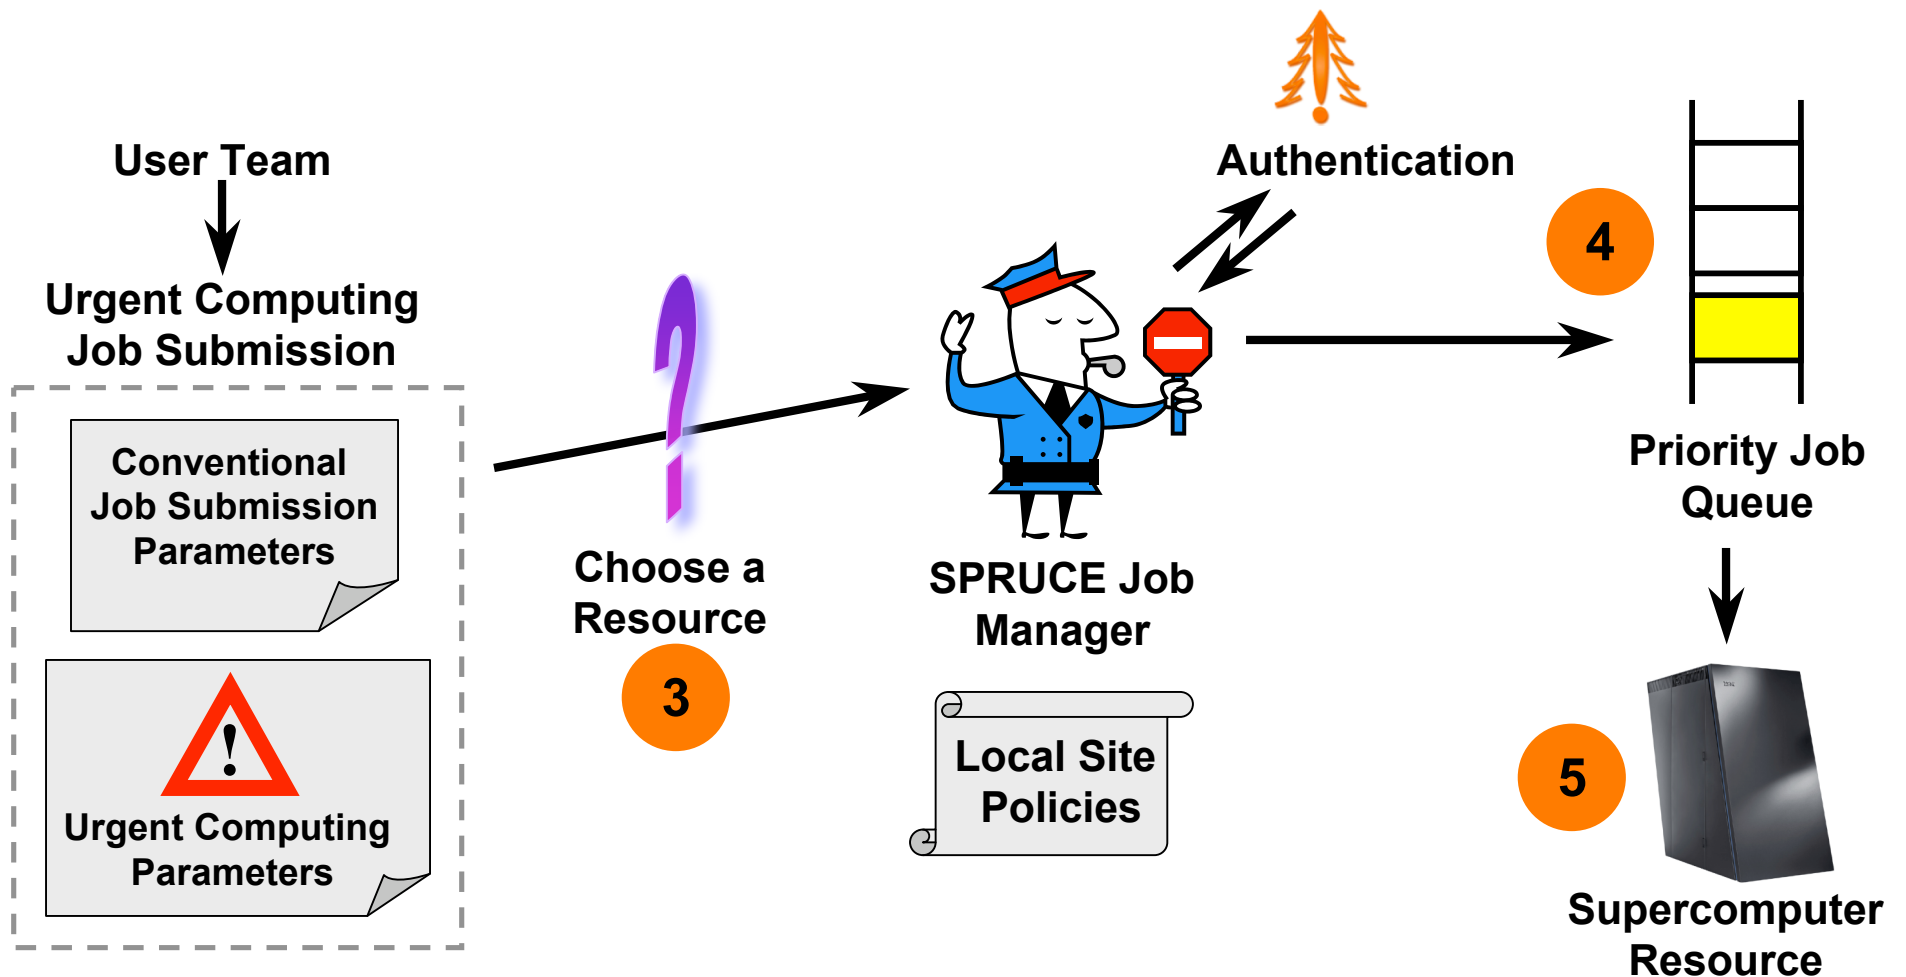 User Team
Urgent Computing
Job Submission
Conventional
Job Submission
Parameters
!
Urgent Computing
Parameters
Choose a
Resource
3
SPRUCE Job
Manager
Local Site
Policies
Authentication
4
Priority Job
Queue
5
Supercomputer
Resource